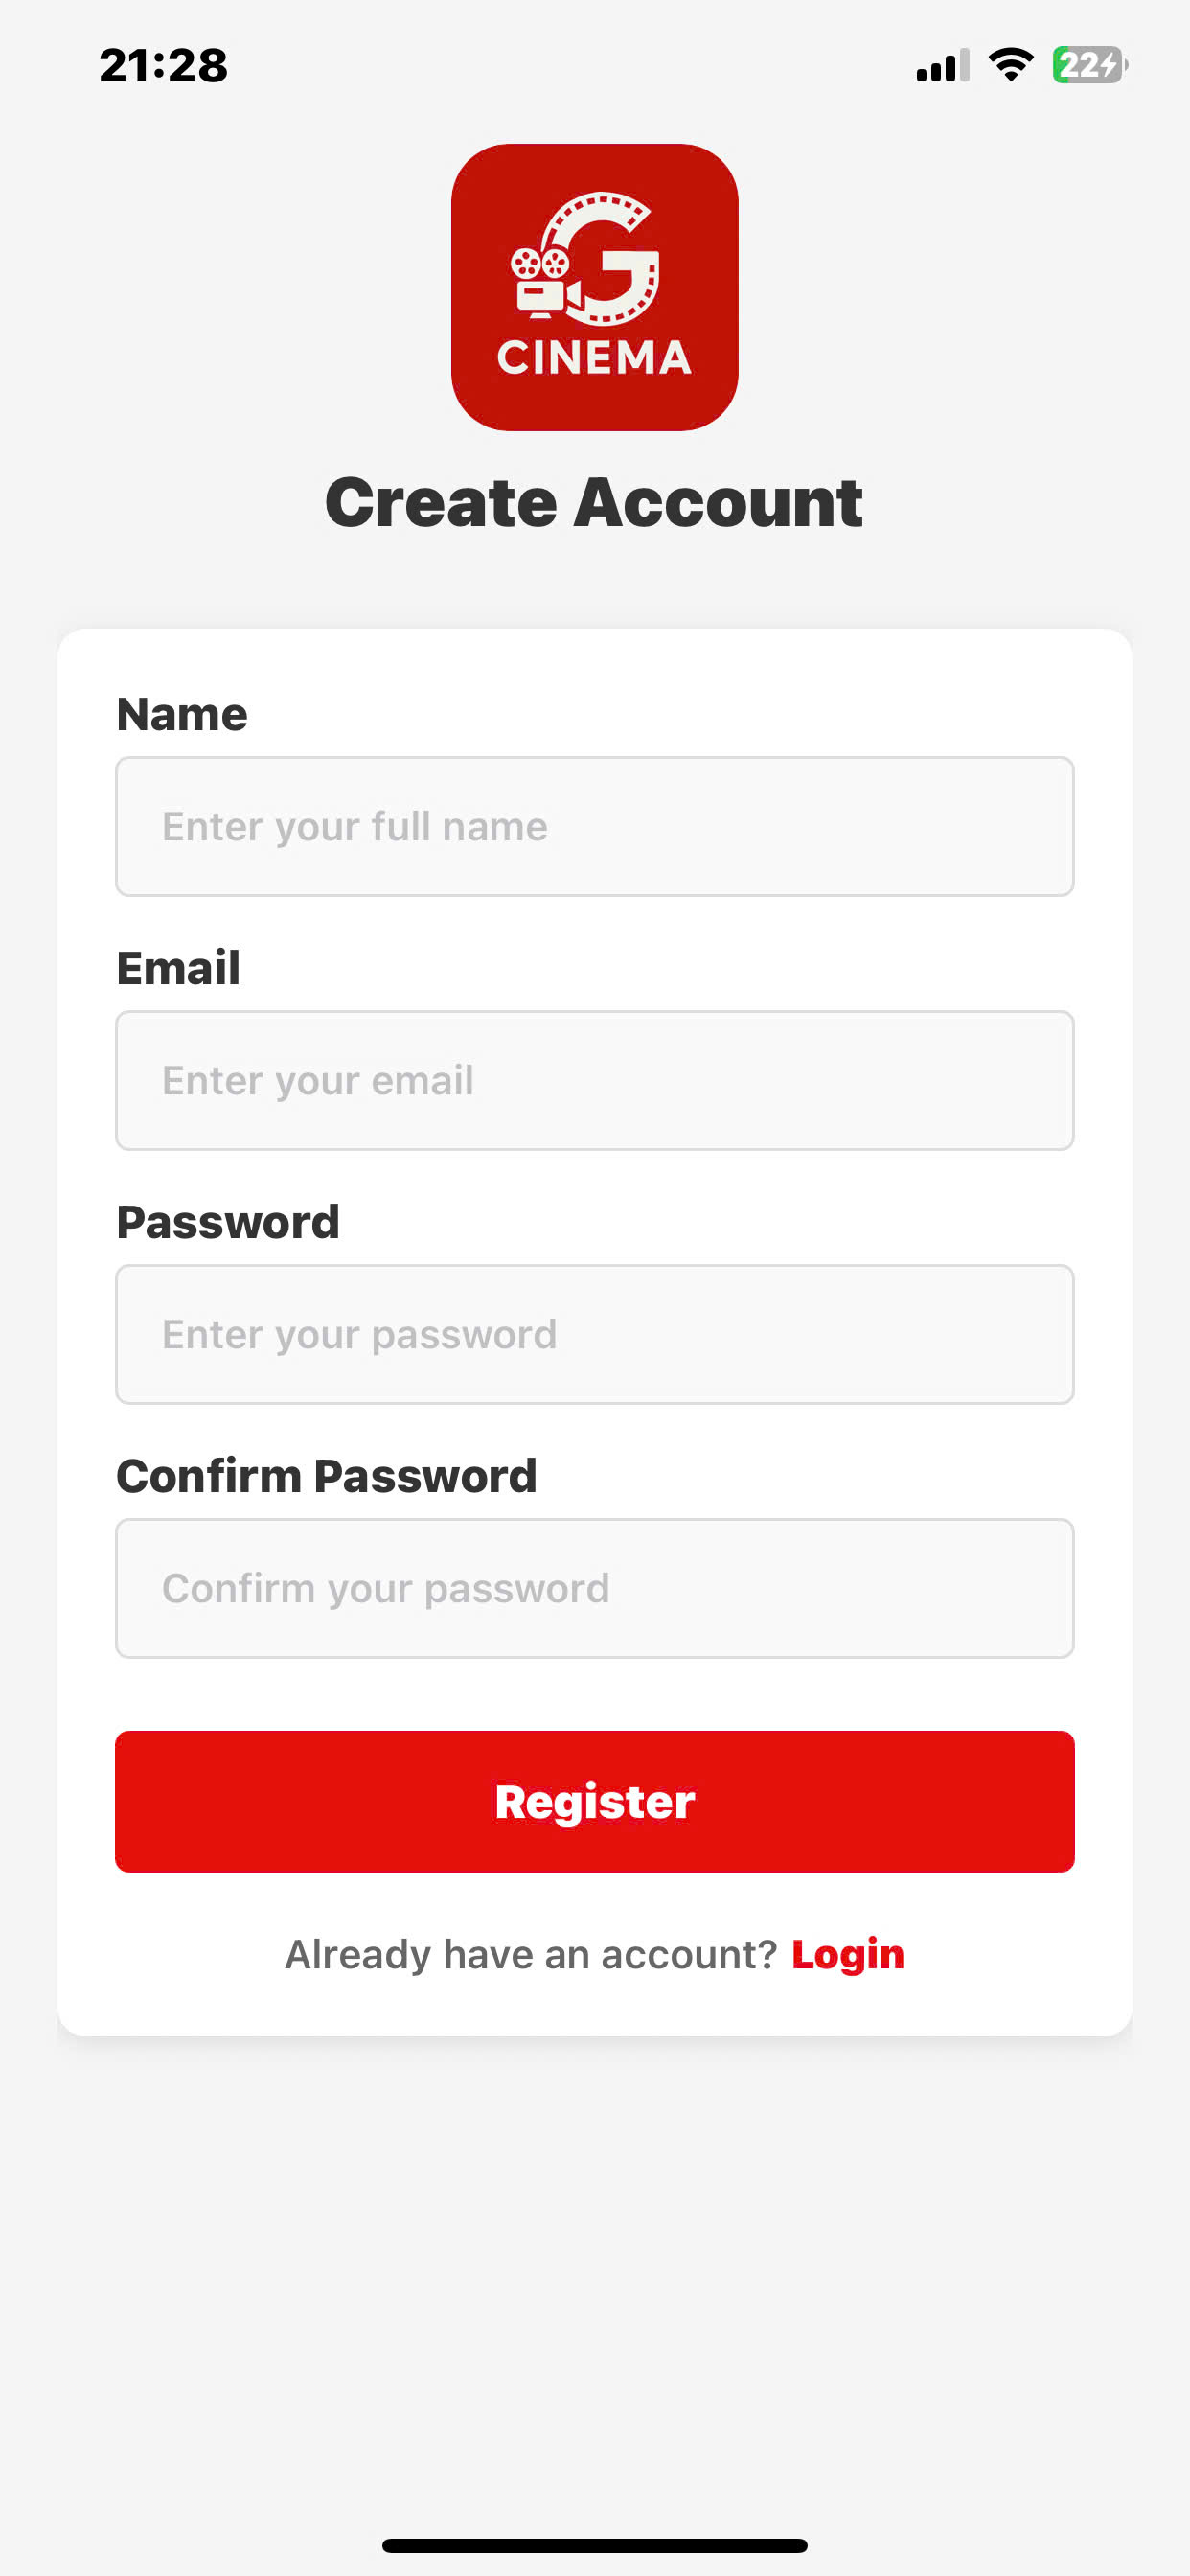 21:28
22
G
CINEMA
Create Account
Name
Enter your full name
Email
Enter your email
Password
Enter your password
Confirm Password
Confirm your password
Register
Already have an account? Login